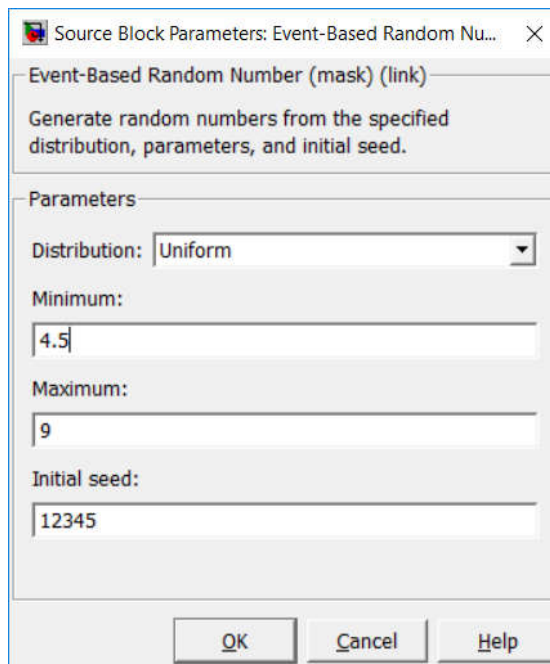 Source Block Parameters: Event-Based Random Nu...
Event-Based Random Number (mask) (link)
Generate random numbers from the specified
distribution, parameters, and initial seed.
Parameters
Distribution: Uniform
Minimum:
4.5
Maximum:
9
Initial seed:
12345
OK Cancel Help